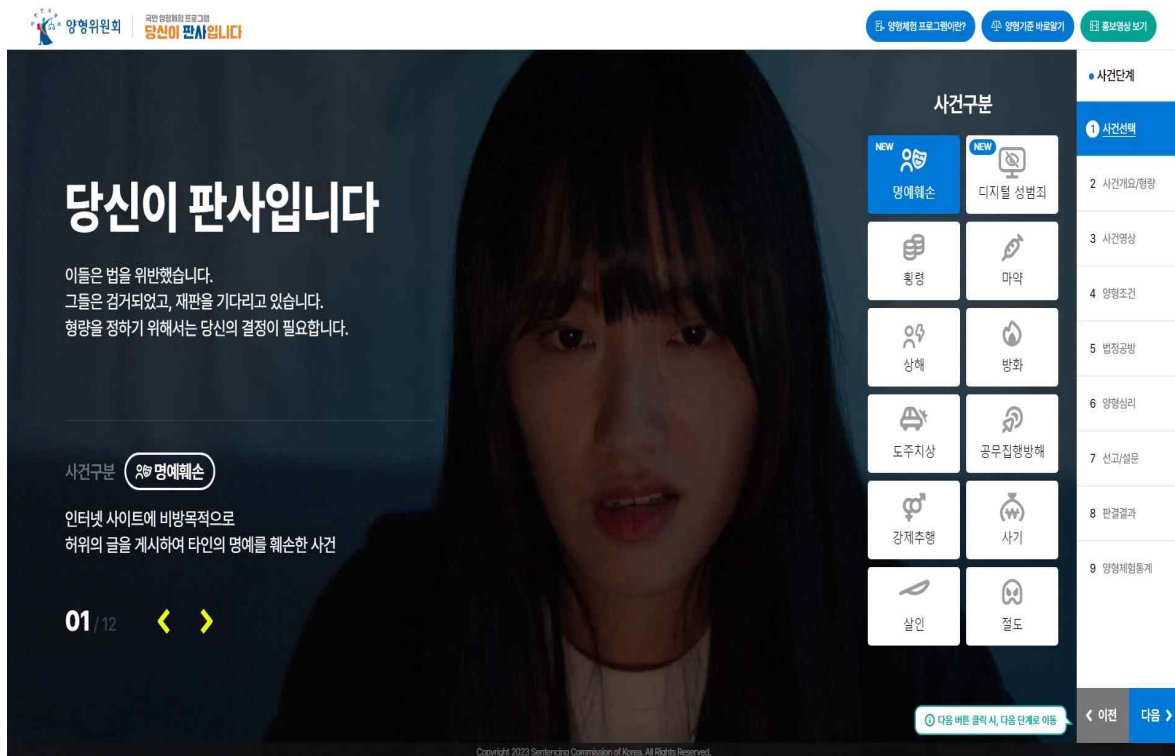 양형위원회
국민 양형체험 프로그램
당신이 판사입니다
양형체험 프로그램이란?
양형기준 바로알기
홍보영상 보기
당신이 판사입니다
이들은 법을 위반했습니다.
그들은 검거되었고, 재판을 기다리고 있습니다.
형량을 정하기 위해서는 당신의 결정이 필요합니다.
사건구분 명예훼손
인터넷 사이트에 비방목적으로
허위의 글을 게시하여 타인의 명예를 훼손한 사건
01 / 12
사건구분
NEW
명예훼손
NEW
디지털 성범죄
횡령
마약
상해
방화
도주치상
공무집행방해
강제추행
사기
살인
절도
사건단계
1 사건선택
2 사건개요/형량
3 사건영상
4 양형조건
5 법정공방
6 양형심리
7 선고/설문
8 판결결과
9 양형체험통계
다음 버튼 클릭 시, 다음 단계로 이동
이전
다음
Copyright 2023 Sentencing Commission of Korea. All Rights Reserved.